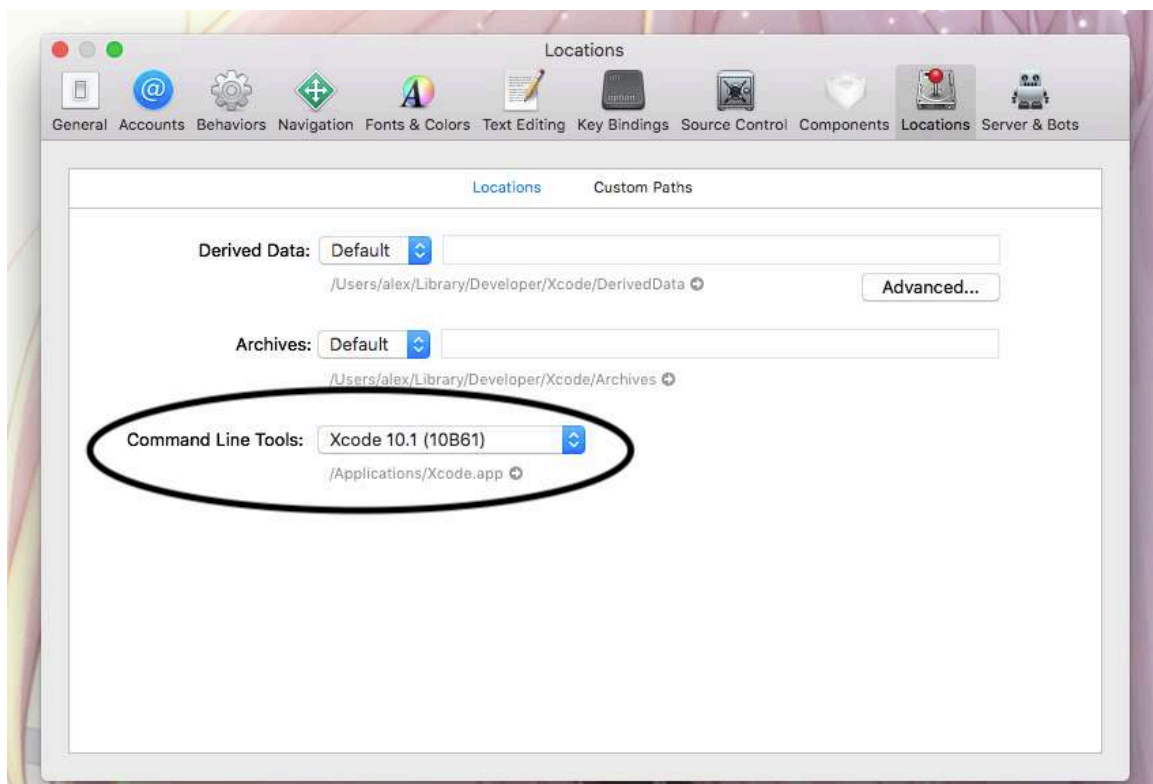 Locations
General Accounts Behaviors Navigation Fonts & Colors Text Editing Key Bindings Source Control Components Locations Server & Bots
Locations Custom Paths
Derived Data: Default
/Users/alex/Library/Developer/Xcode/DerivedData
Advanced...
Archives: Default
/Users/alex/Library/Developer/Xcode/Archives
Command Line Tools: Xcode 10.1 (10B61)
/Applications/Xcode.app